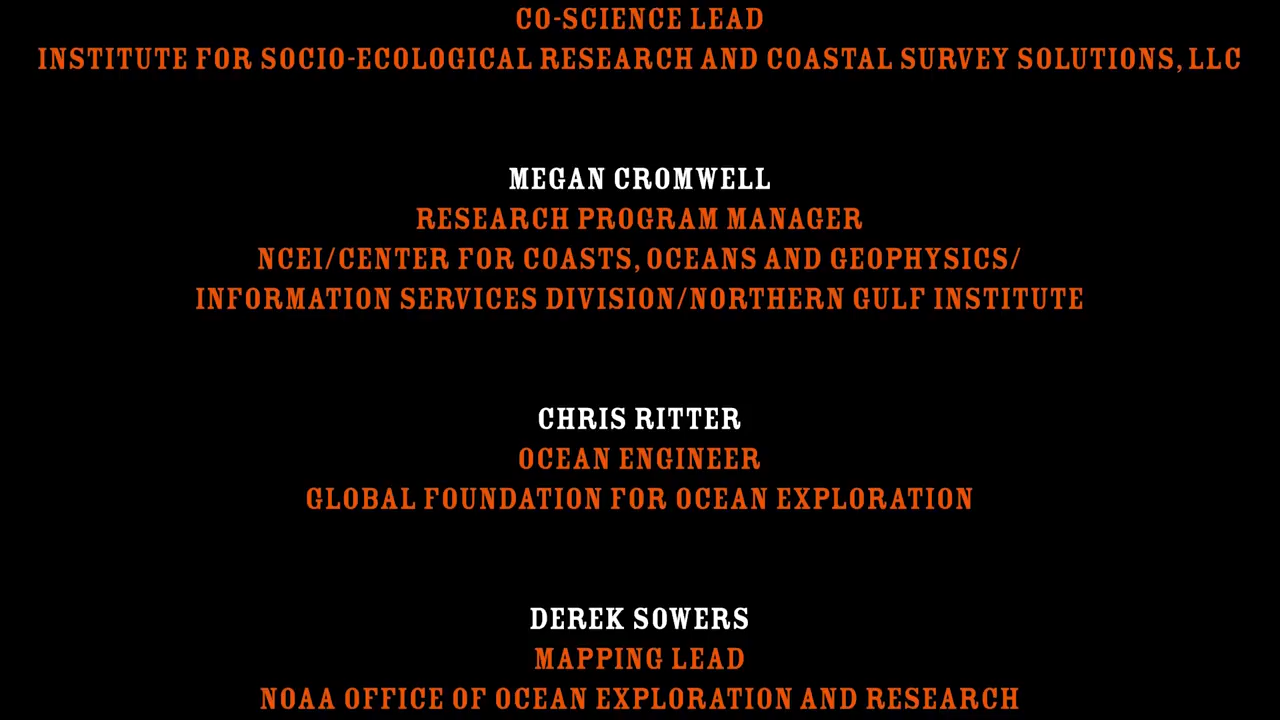 CO-SCIENCE LEAD
INSTITUTE FOR SOCIO-ECOLOGICAL RESEARCH AND COASTAL SURVEY SOLUTIONS, LLC
MEGAN CROMWELL
RESEARCH PROGRAM MANAGER
NCEI/CENTER FOR COASTS, OCEANS AND GEOPHYSICS/
INFORMATION SERVICES DIVISION/NORTHERN GULF INSTITUTE
CHRIS RITTER
OCEAN ENGINEER
GLOBAL FOUNDATION FOR OCEAN EXPLORATION
DEREK SOWERS
MAPPING LEAD
NOAA OFFICE OF OCEAN EXPLORATION AND RESEARCH